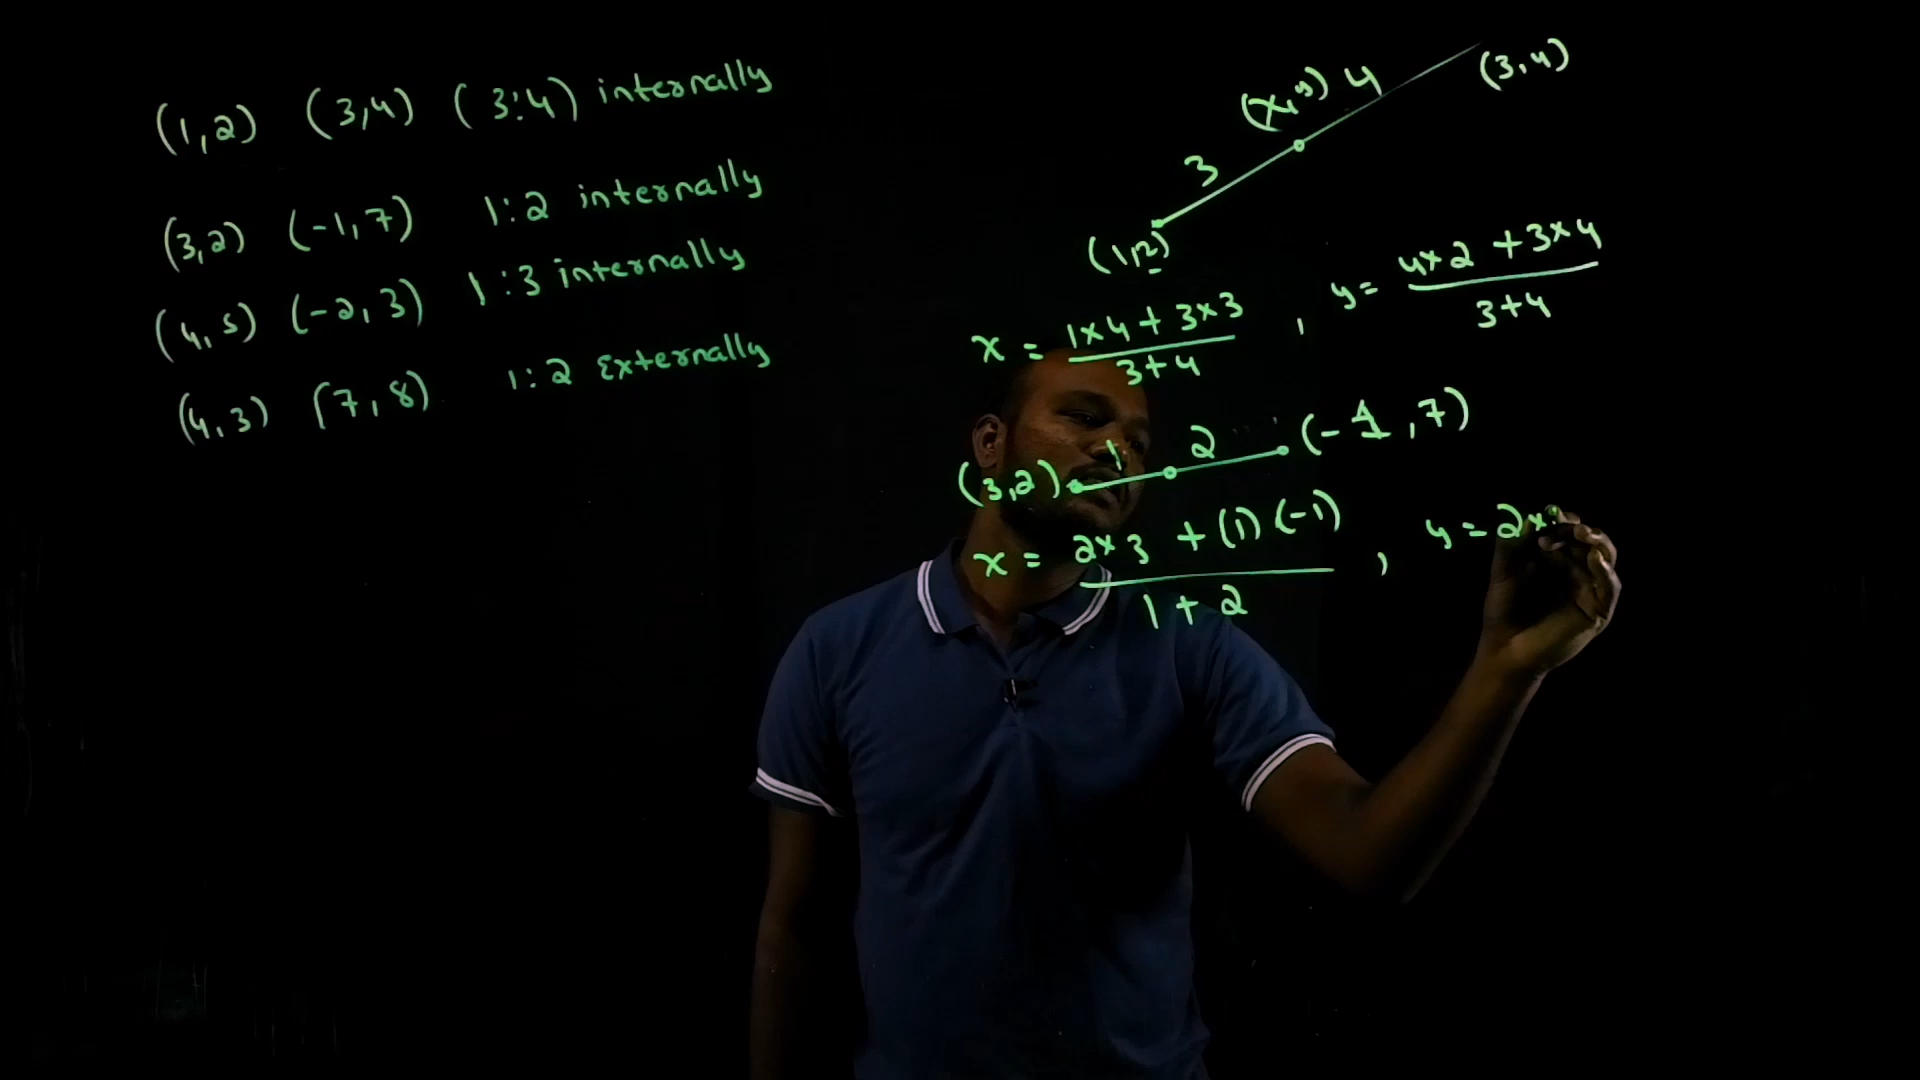 (1,2) (3,4) (3:4) internally
(3,2) (-1,7) 1:2 internally
(4,5) (-2,3) 1:3 internally
(4,3) (7,8) 1:2 Externally
(x,y) 4 (3,4)
3
(1,2)
x = 1×4 + 3×3 / 3+4 , y = 4×2 + 3×4 / 3+4
(3,2) 1 2 (-1,7)
x = 2×3 + (1)(-1) / 1+2 , y = 2×